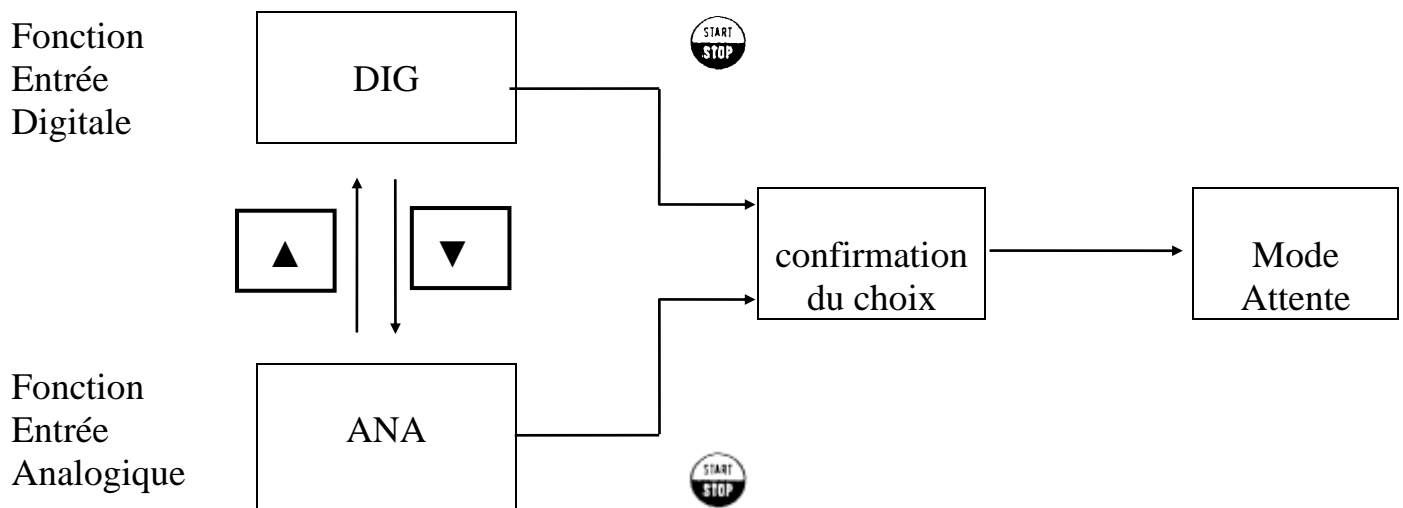 Fonction
Entrée
Digitale
DIG
START
STOP
▲
▼
confirmation
du choix
Mode
Attente
Fonction
Entrée
Analogique
ANA
START
STOP